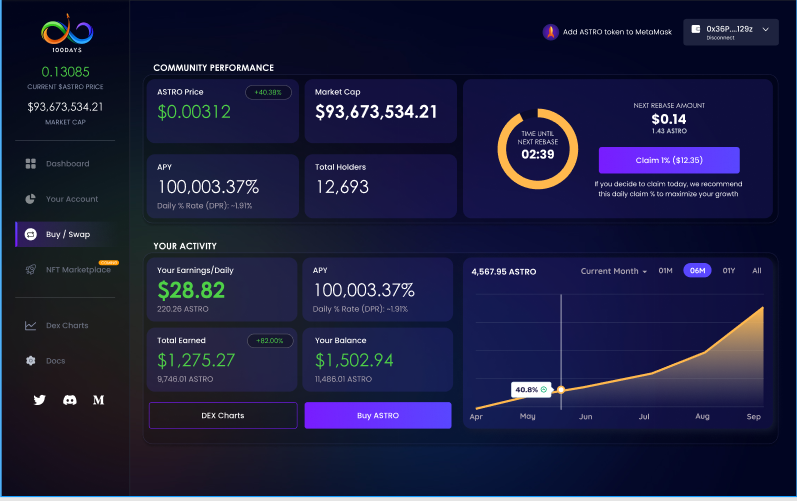 100DAYS
0.13085
CURRENT $ASTRO PRICE
$93,673,534.21
MARKET CAP
Dashboard
Your Account
Buy / Swap
NFT Marketplace
Dex Charts
Docs
M
Add ASTRO token to MetaMask
0x36P....129z
Disconnect
COMMUNITY PERFORMANCE
ASTRO Price
+40.38%
$0.00312
Market Cap
$93,673,534.21
APY
100,003.37%
Daily % Rate (DPR): ~1.91%
Total Holders
12,693
TIME UNTIL
NEXT REBASE
02:39
NEXT REBASE AMOUNT
$0.14
1.43 ASTRO
Claim 1% ($12.35)
If you decide to claim today, we recommend
this daily claim % to maximize your growth
YOUR ACTIVITY
Your Earnings/Daily
$28.82
220.26 ASTRO
APY
100,003.37%
Daily % Rate (DPR): ~1.91%
Total Earned
+82.00%
$1,275.27
9,746.01 ASTRO
Your Balance
$1,502.94
11,486.01 ASTRO
DEX Charts
Buy ASTRO
4,567.95 ASTRO
Current Month
01M
06M
01Y
All
40.8%
Apr
May
Jun
Jul
Aug
Sep